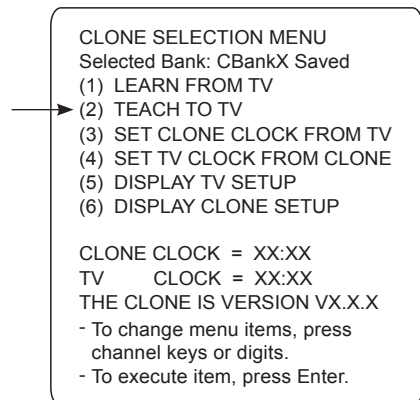 CLONE SELECTION MENU
Selected Bank: CBankX Saved
(1) LEARN FROM TV
(2) TEACH TO TV
(3) SET CLONE CLOCK FROM TV
(4) SET TV CLOCK FROM CLONE
(5) DISPLAY TV SETUP
(6) DISPLAY CLONE SETUP
CLONE CLOCK = XX:XX
TV CLOCK = XX:XX
THE CLONE IS VERSION VX.X.X
- To change menu items, press
channel keys or digits.
- To execute item, press Enter.